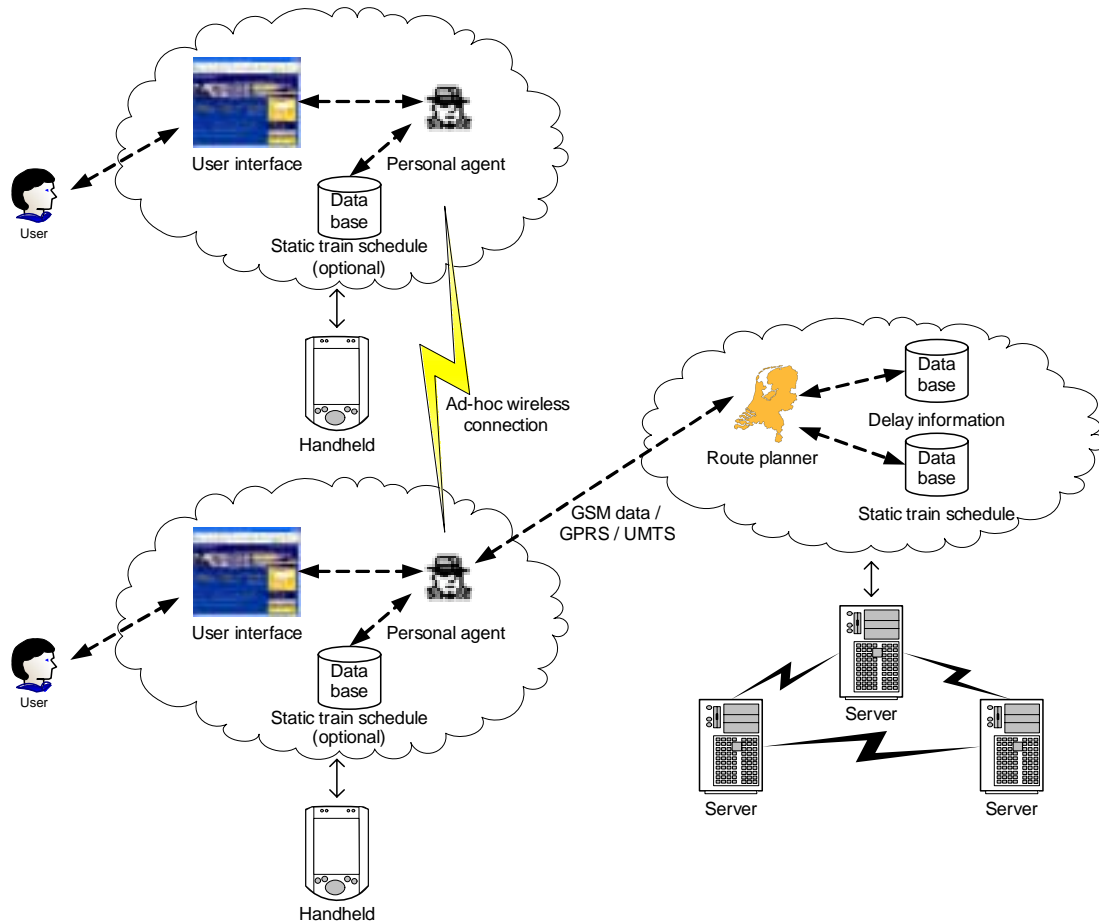 User interface
Personal agent
Data
base
User
Static train schedule
(optional)
Handheld
Ad-hoc wireless
connection
Data
base
Delay information
Route planner
Data
base
Static train schedule
GSM data /
GPRS / UMTS
User interface
Personal agent
Data
base
User
Static train schedule
(optional)
Handheld
Server
Server
Server